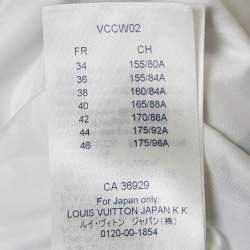 VCCW02
FR CH
34 155/80A
36 155/84A
38 160/84A
40 165/88A
42 170/88A
44 175/92A
46 175/96A
CA 36929
For Japan only:
LOUIS VUITTON JAPAN K.K.
ルイ・ヴィトン ジャパン(株)
0120-00-1854